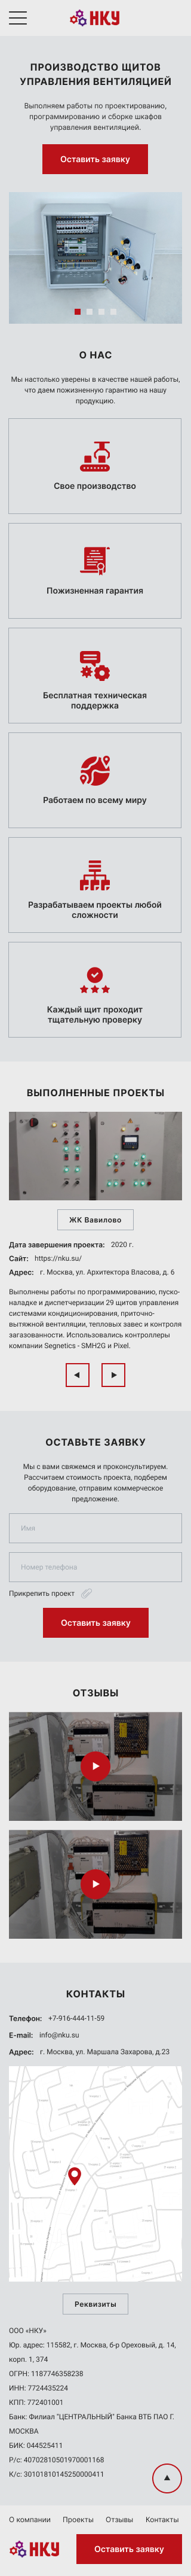 НКУ
ПРОИЗВОДСТВО ЩИТОВ
УПРАВЛЕНИЯ ВЕНТИЛЯЦИЕЙ
Выполняем работы по проектированию,
программированию и сборке шкафов
управления вентиляцией.
Оставить заявку
О НАС
Мы настолько уверены в качестве нашей работы,
что даем пожизненную гарантию на нашу
продукцию.
Свое производство
Пожизненная гарантия
Бесплатная техническая
поддержка
Работаем по всему миру
Разрабатываем проекты любой
сложности
Каждый щит проходит
тщательную проверку
ВЫПОЛНЕННЫЕ ПРОЕКТЫ
ЖК Вавилово
Дата завершения проекта: 2020 г.
Сайт: https://nku.su/
Адрес: г. Москва, ул. Архитектора Власова, д. 6
Выполнены работы по программированию, пуско-
наладке и диспетчеризации 29 щитов управления
системами кондиционирования, приточно-
вытяжной вентиляции, тепловых завес и контроля
загазованности. Использовались контроллеры
компании Segnetics - SMH2G и Pixel.
ОСТАВЬТЕ ЗАЯВКУ
Мы с вами свяжемся и проконсультируем.
Рассчитаем стоимость проекта, подберем
оборудование, отправим коммерческое
предложение.
Имя
Номер телефона
Прикрепить проект
Оставить заявку
ОТЗЫВЫ
КОНТАКТЫ
Телефон: +7-916-444-11-59
E-mail: info@nku.su
Адрес: г. Москва, ул. Маршала Захарова, д.23
Реквизиты
ООО «НКУ»
Юр. адрес: 115582, г. Москва, б-р Ореховый, д. 14,
корп. 1, 374
ОГРН: 1187746358238
ИНН: 7724435224
КПП: 772401001
Банк: Филиал "ЦЕНТРАЛЬНЫЙ" Банка ВТБ ПАО Г.
МОСКВА
БИК: 044525411
Р/с: 40702810501970001168
К/с: 30101810145250000411
О компании Проекты Отзывы Контакты
НКУ Оставить заявку